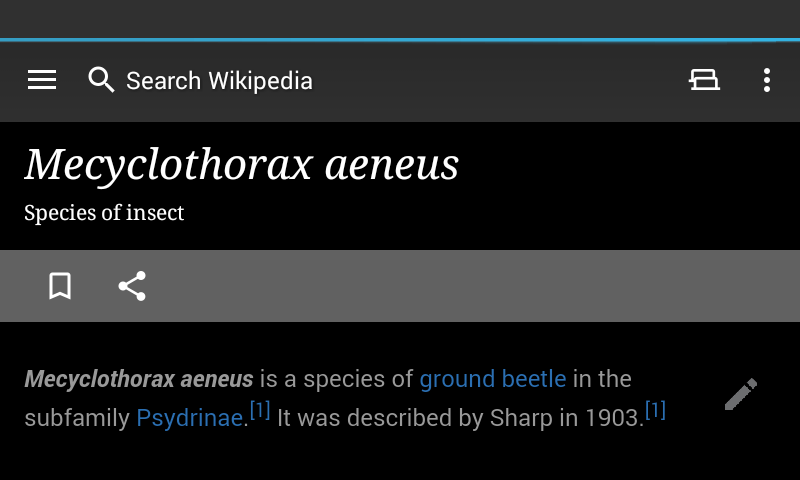 Search Wikipedia
Mecyclothorax aeneus
Species of insect
Mecyclothorax aeneus is a species of ground beetle in the
subfamily Psydrinae.[1] It was described by Sharp in 1903.[1]